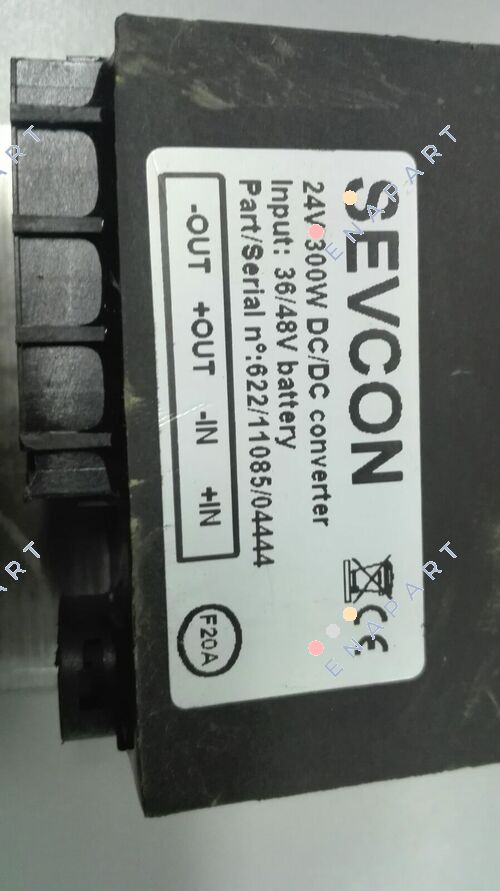 SEVCON
24V 300W DC/DC converter
Input: 36/48V battery
Part/Serial n°:622/11085/04444
-OUT +OUT -IN +IN
CE
F20A
ENAPART
ENAPART